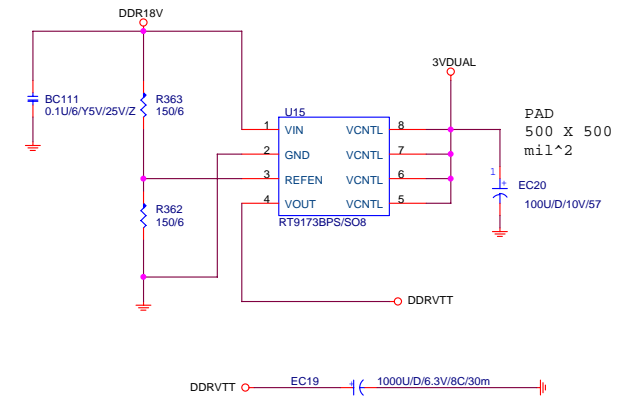 DDR18V
3VDUAL
BC111
0.1U/6/Y5V/25V/Z
R363
150/6
U15
1 VIN VCNTL 8
2 GND VCNTL 7
3 REFEN VCNTL 6
4 VOUT VCNTL 5
RT9173BPS/SO8
PAD
500 X 500
mil^2
1
+
EC20
100U/D/10V/57
R362
150/6
DDRVTT
DDRVTT
EC19
+
1000U/D/6.3V/8C/30m